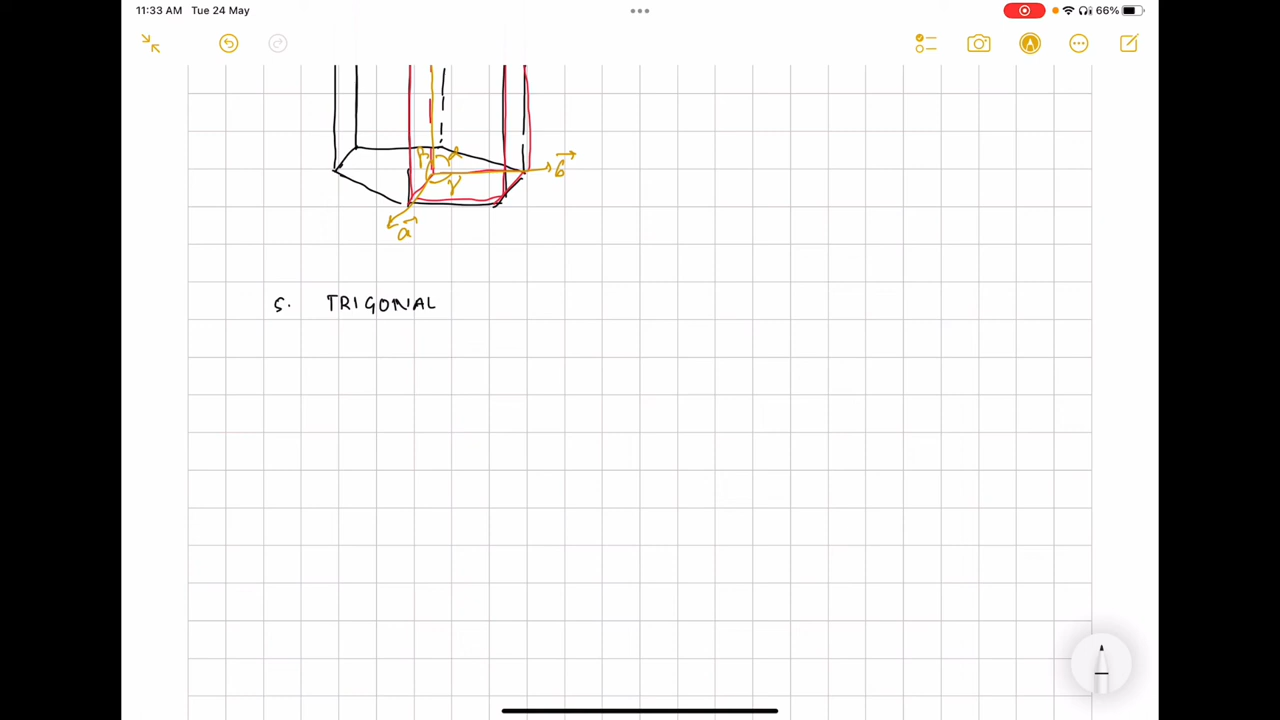 11:33 AM Tue 24 May
66%
β α
γ
b
a
5. TRIGONAL